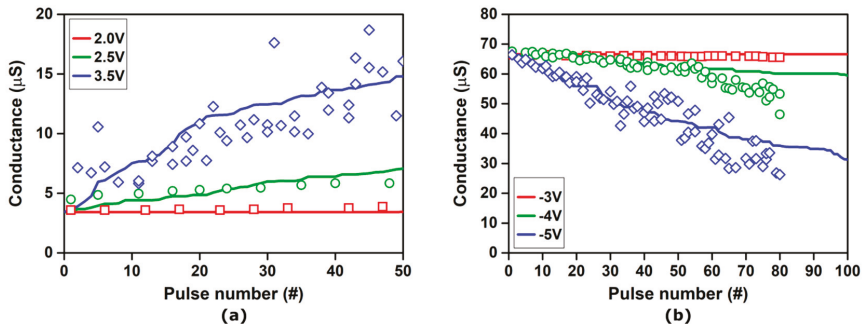 20
15
10
5
0
Conductance (μS)
2.0V
2.5V
3.5V
0 10 20 30 40 50
Pulse number (#)
(a)
80
70
60
50
40
30
20
10
0
Conductance (μS)
-3V
-4V
-5V
0 10 20 30 40 50 60 70 80 90 100
Pulse number (#)
(b)